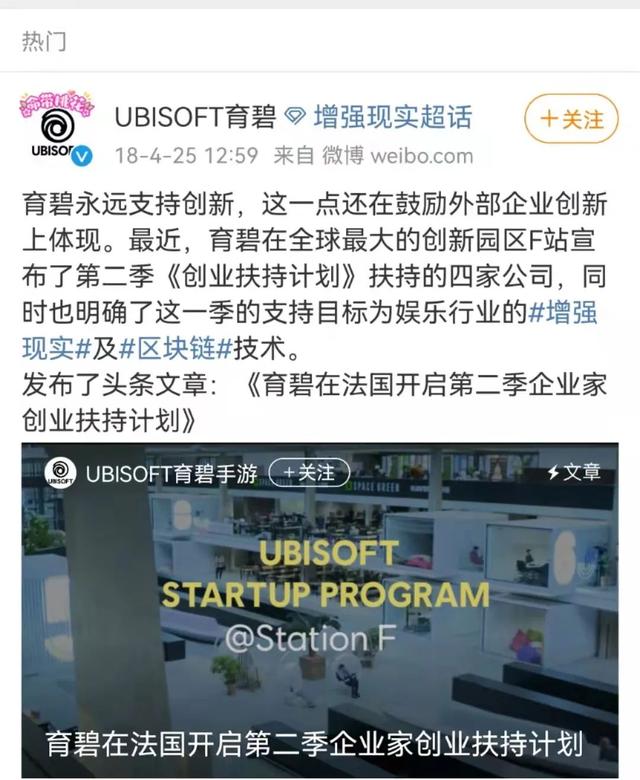 热门
命带桃花
UBISOFT育碧 增强现实超话
+关注
UBISOFT
18-4-25 12:59 来自 微博 weibo.com
育碧永远支持创新，这一点还在鼓励外部企业创新
上体现。最近，育碧在全球最大的创新园区F站宣
布了第二季《创业扶持计划》扶持的四家公司，同
时也明确了这一季的支持目标为娱乐行业的#增强
现实#及#区块链#技术。
发布了头条文章：《育碧在法国开启第二季企业家
创业扶持计划》
UBISOFT育碧手游 +关注 文章
UBISOFT
SPACE GREEN
UBISOFT
STARTUP PROGRAM
@Station F
育碧在法国开启第二季企业家创业扶持计划